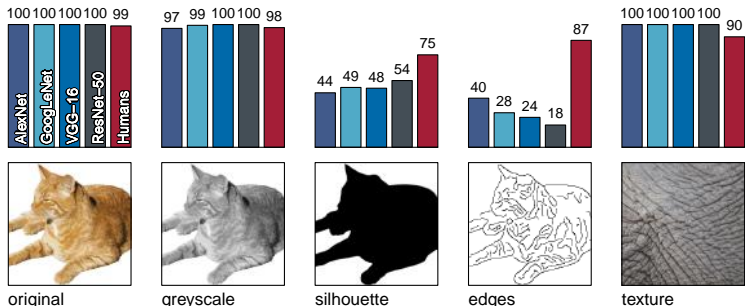 100 100 100 100 99
97 99 100 100 98
44 49 48 54 75
40 28 24 18 87
100 100 100 100 90
AlexNet
GoogLeNet
VGG–16
ResNet–50
Humans
original
greyscale
silhouette
edges
texture